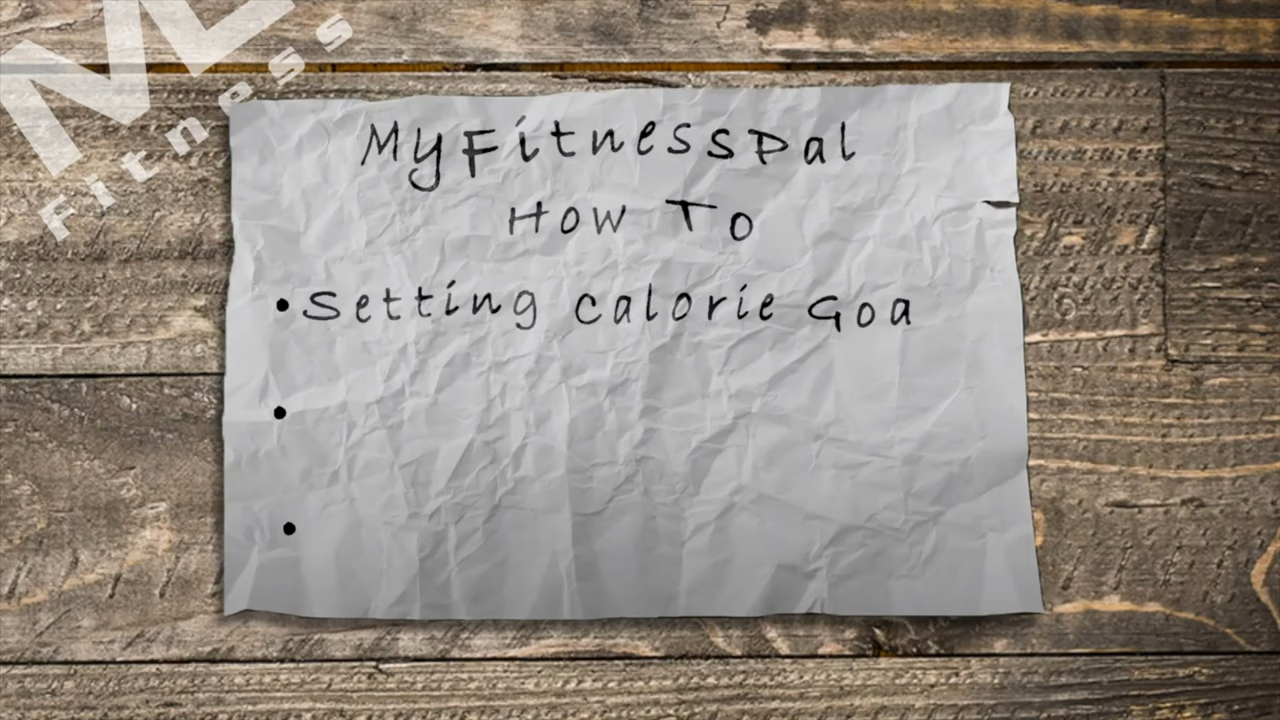 Fitness
MyFitnessPal
How To
• Setting Calorie Goa
•
•